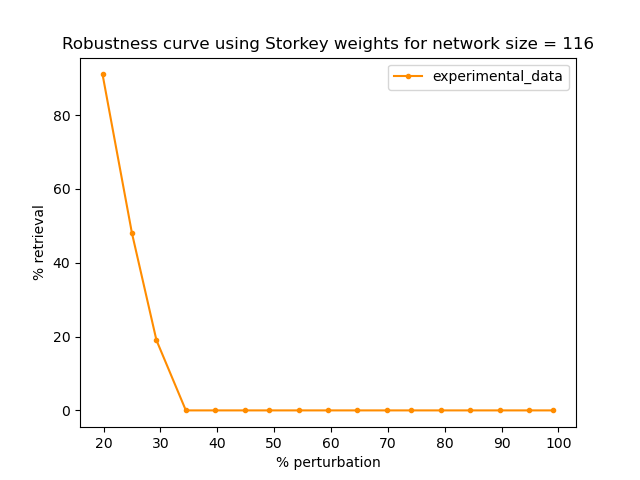 Robustness curve using Storkey weights for network size = 116
experimental_data
% retrieval
80
60
40
20
0
20 30 40 50 60 70 80 90 100
% perturbation